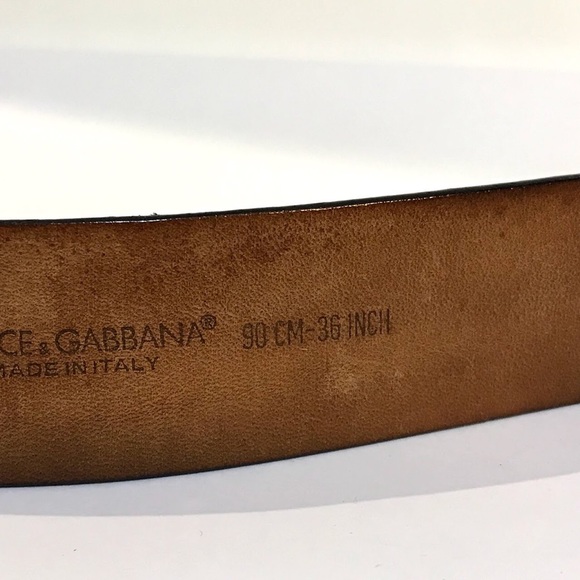 CE & GABBANA® 90 CM-36 INCH
MADE IN ITALY